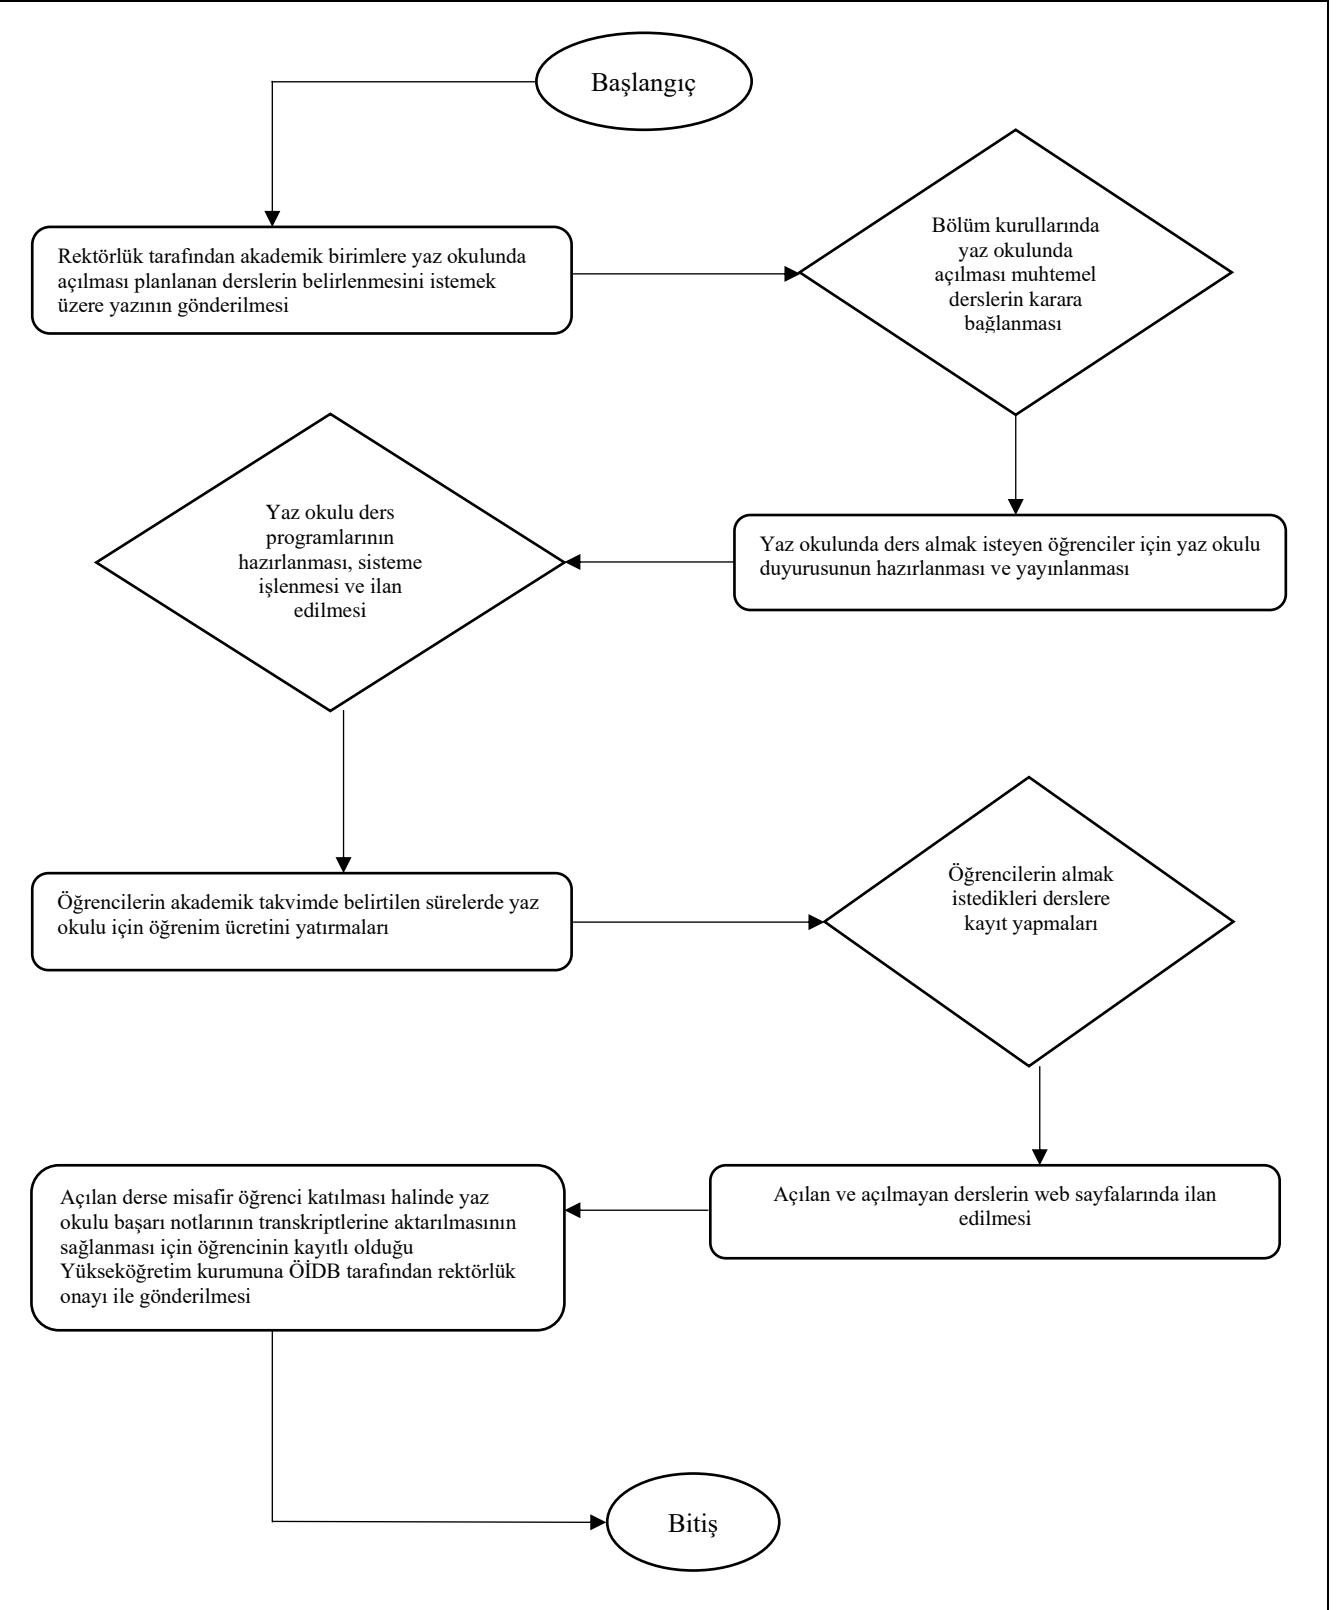 Başlangıç
Rektörlük tarafından akademik birimlere yaz okulunda
açılması planlanan derslerin belirlenmesini istemek
üzere yazının gönderilmesi
Bölüm kurullarında
yaz okulunda
açılması muhtemel
derslerin karara
bağlanması
Yaz okulunda ders almak isteyen öğrenciler için yaz okulu
duyurusunun hazırlanması ve yayınlanması
Yaz okulu ders
programlarının
hazırlanması, sisteme
işlenmesi ve ilan
edilmesi
Öğrencilerin akademik takvimde belirtilen sürelerde yaz
okulu için öğrenim ücretini yatırmaları
Öğrencilerin almak
istedikleri derslere
kayıt yapmaları
Açılan ve açılmayan derslerin web sayfalarında ilan
edilmesi
Açılan derse misafir öğrenci katılması halinde yaz
okulu başarı notlarının transkriptlerine aktarılmasının
sağlanması için öğrencinin kayıtlı olduğu
Yükseköğretim kurumuna ÖİDB tarafından rektörlük
onayı ile gönderilmesi
Bitiş